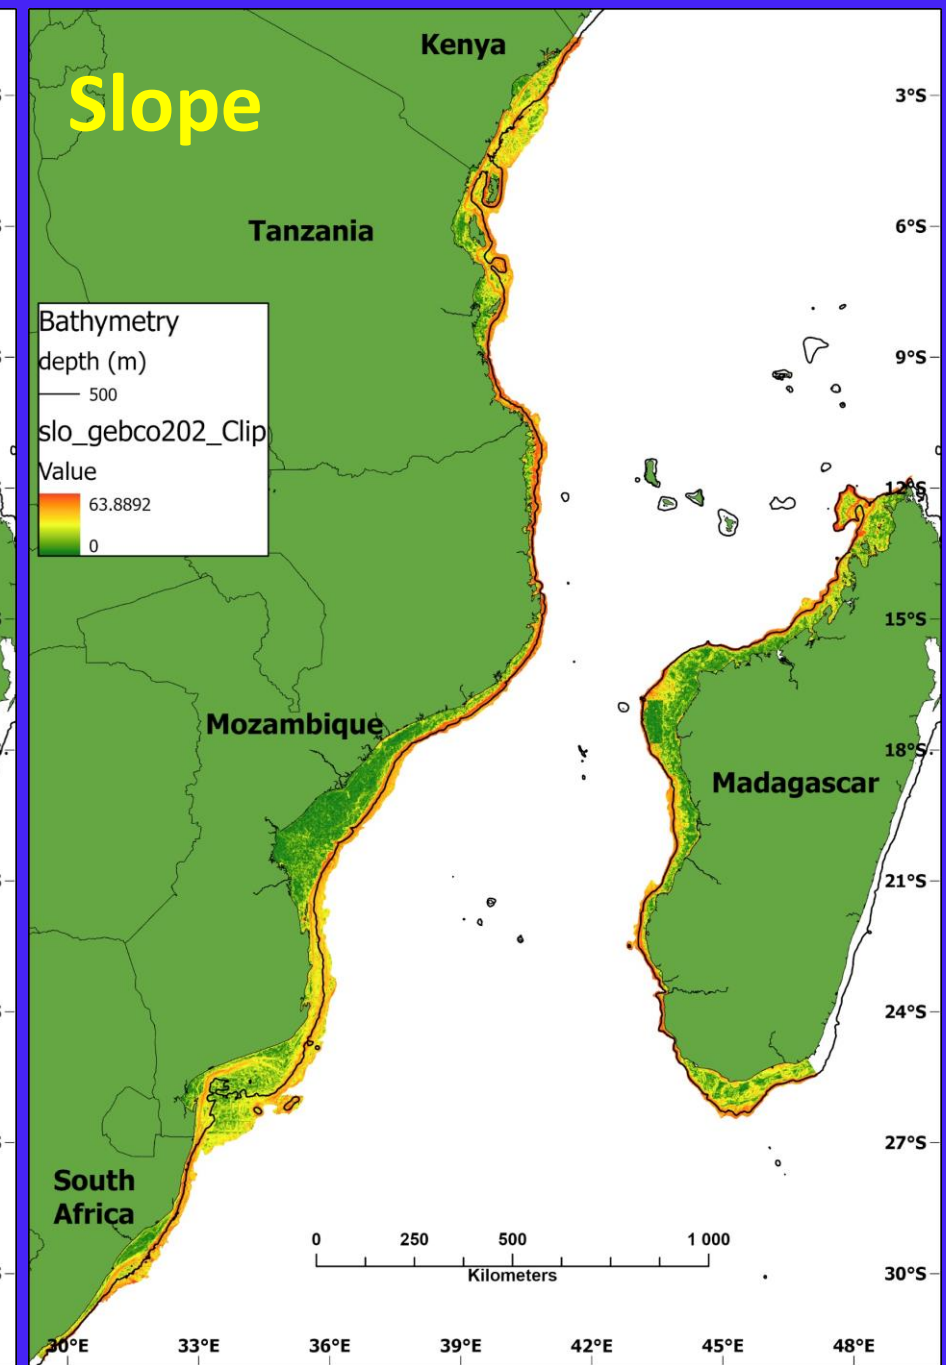 Slope
Kenya
Tanzania
Bathymetry
depth (m)
500
slo_gebco202_Clip
Value
63.8892
0
Mozambique
Madagascar
South
Africa
0 250 500 1 000
Kilometers
3°S
6°S
9°S
12°S
15°S
18°S
21°S
24°S
27°S
30°S
30°E 33°E 36°E 39°E 42°E 45°E 48°E